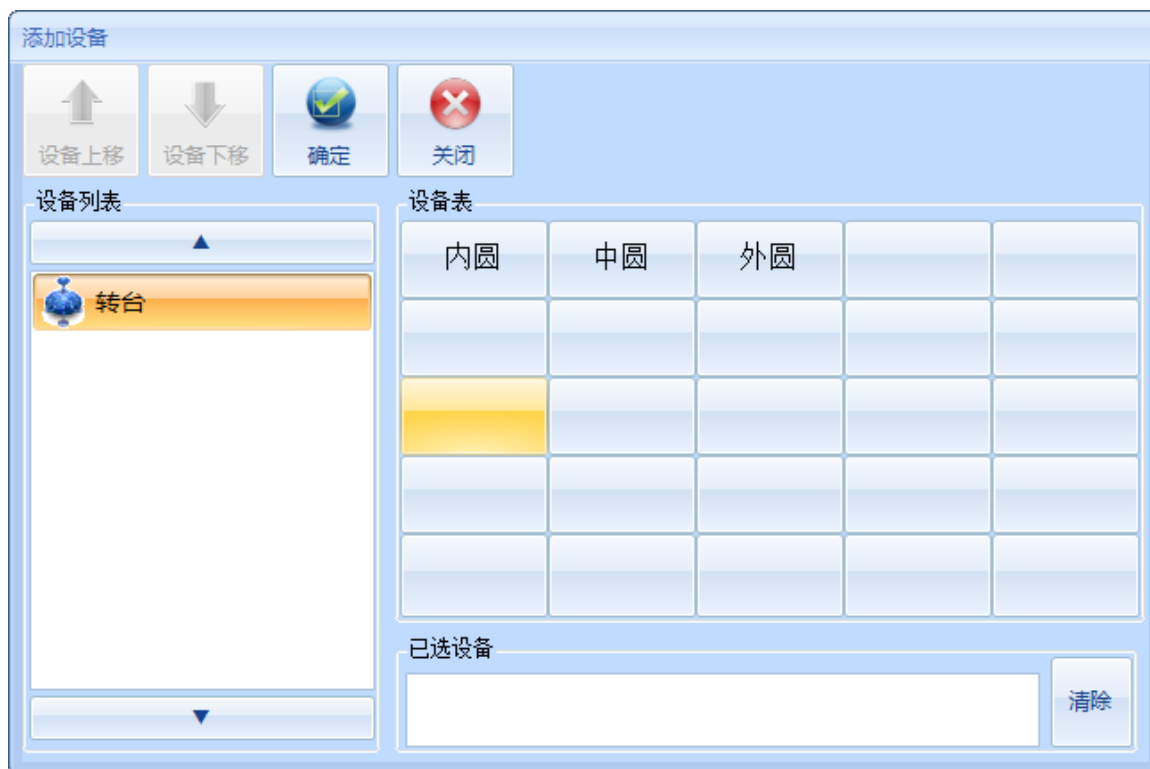 添加设备
设备上移 设备下移 确定 关闭
设备列表
转台
设备表
内圆 中圆 外圆
已选设备
清除